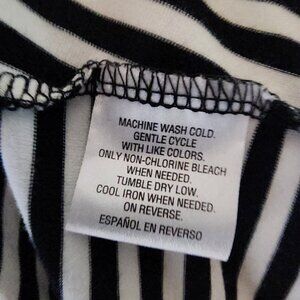 MACHINE WASH COLD.
GENTLE CYCLE
WITH LIKE COLORS.
ONLY NON-CHLORINE BLEACH
WHEN NEEDED.
TUMBLE DRY LOW.
COOL IRON WHEN NEEDED.
ON REVERSE.
ESPAÑOL EN REVERSO